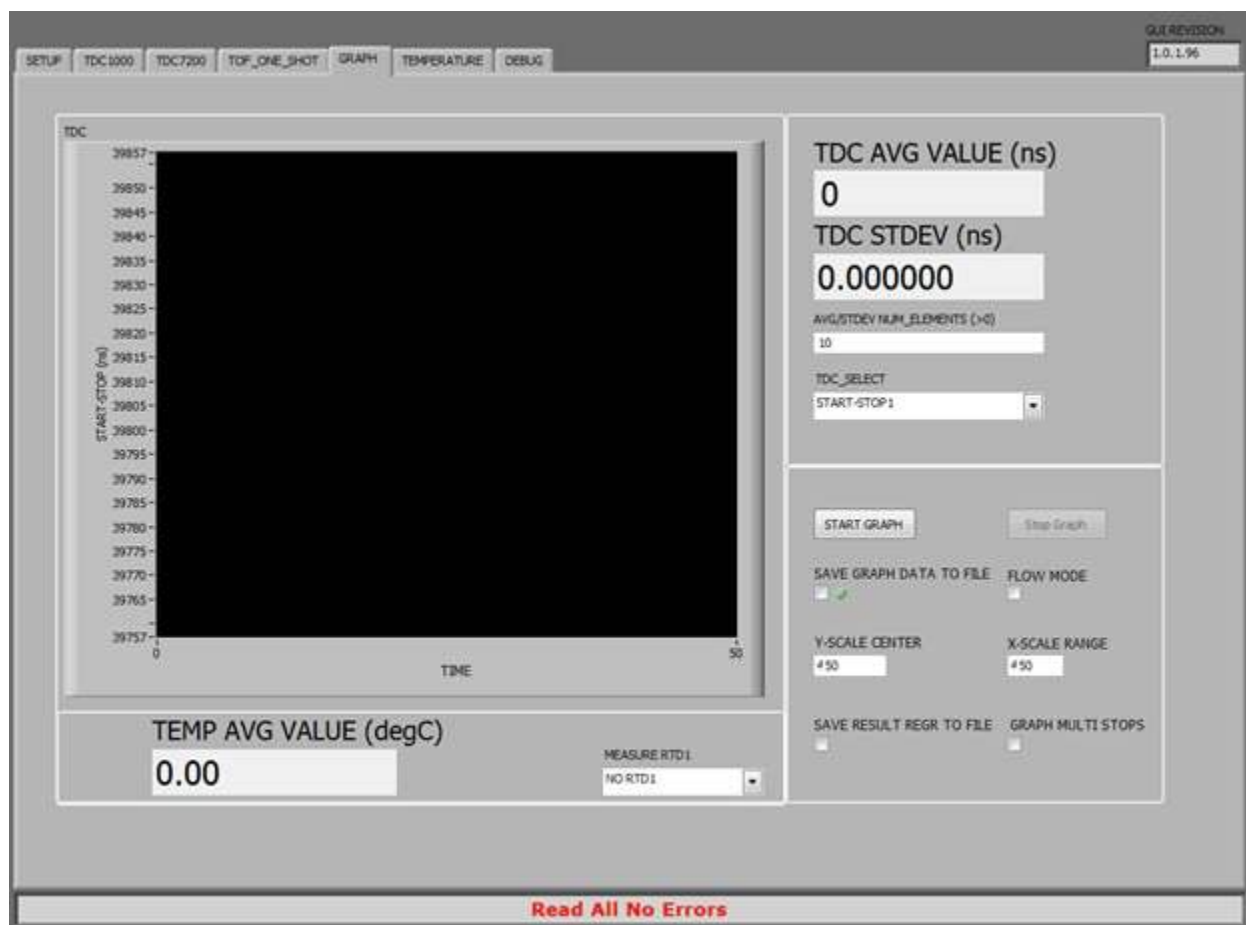 GUI REVISION
1.0.1.96
SETUP TDC1000 TDC7200 TOF_ONE_SHOT GRAPH TEMPERATURE DEBUG
TDC
39857
39850
39845
39840
39835
39830
39825
39820
39815
39810
39805
39800
39795
39790
39785
39780
39775
39770
39765
39757
START-STOP (ns)
0 50
TIME
TDC AVG VALUE (ns)
0
TDC STDEV (ns)
0.000000
AVG/STDEV NUM_ELEMENTS (>0)
10
TDC_SELECT
START-STOP1
START GRAPH Stop Graph
SAVE GRAPH DATA TO FILE FLOW MODE
Y-SCALE CENTER X-SCALE RANGE
50 50
SAVE RESULT REGR TO FILE GRAPH MULTI STOPS
TEMP AVG VALUE (degC)
0.00
MEASURE RTD1
NO RTD1
Read All No Errors